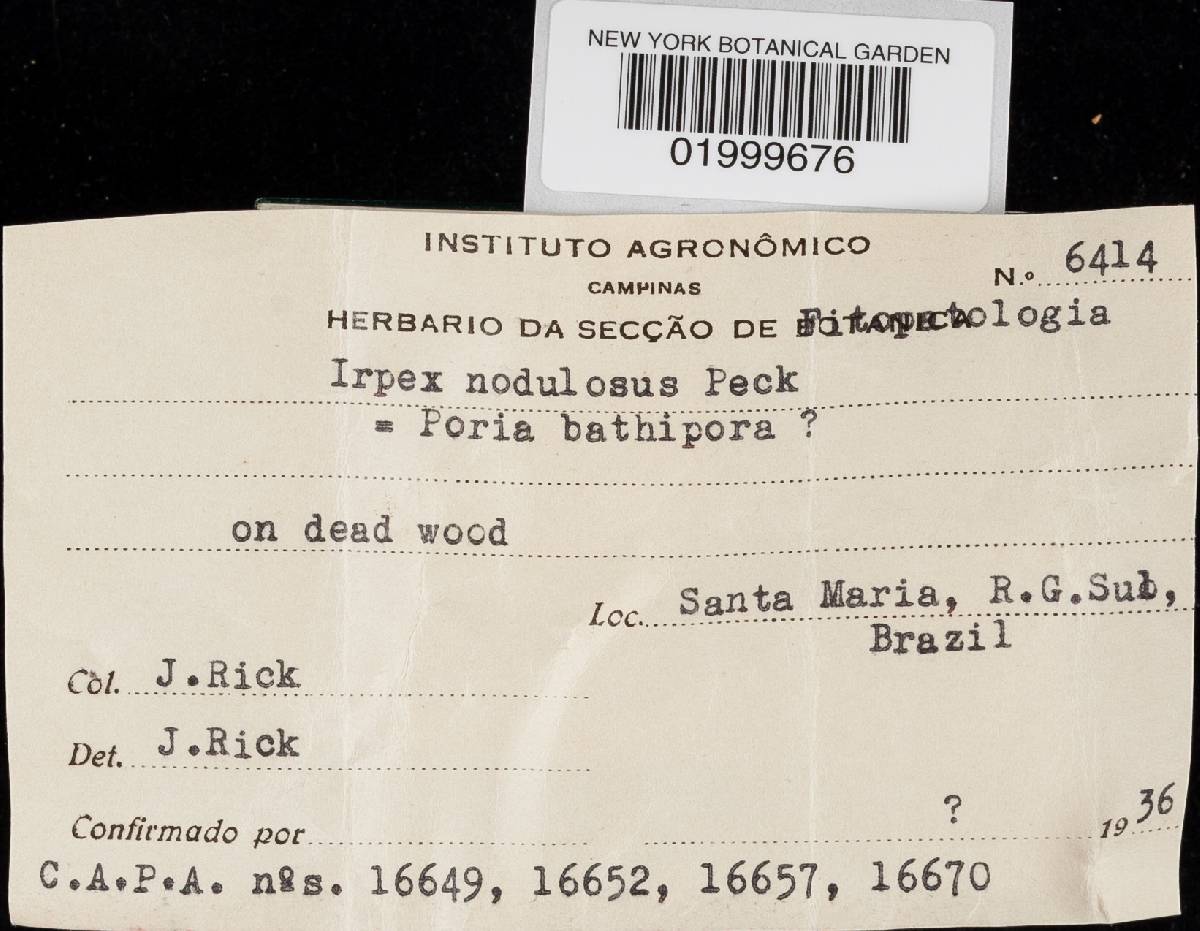 NEW YORK BOTANICAL GARDEN
01999676
INSTITUTO AGRONÔMICO
N.º 6414
CAMPINAS
HERBARIO DA SECÇÃO DE BOTANICA Fitopatologia
Irpex nodulosus Peck
= Poria bathipora ?
on dead wood
Loc. Santa Maria, R.G.Sul,
Brazil
Col. J.Rick
Det. J.Rick
Confirmado por ? 1936
C.A.P.A. nºs. 16649, 16652, 16657, 16670